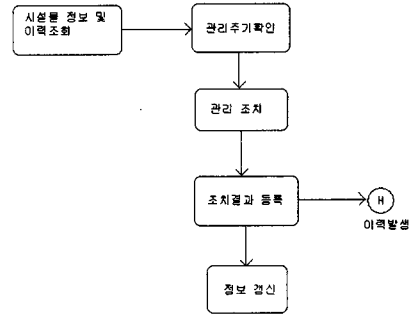 시설물 정보 및
이력조회
관리주기확인
관리 조치
조치결과 등록
H
이력발생
정보 갱신